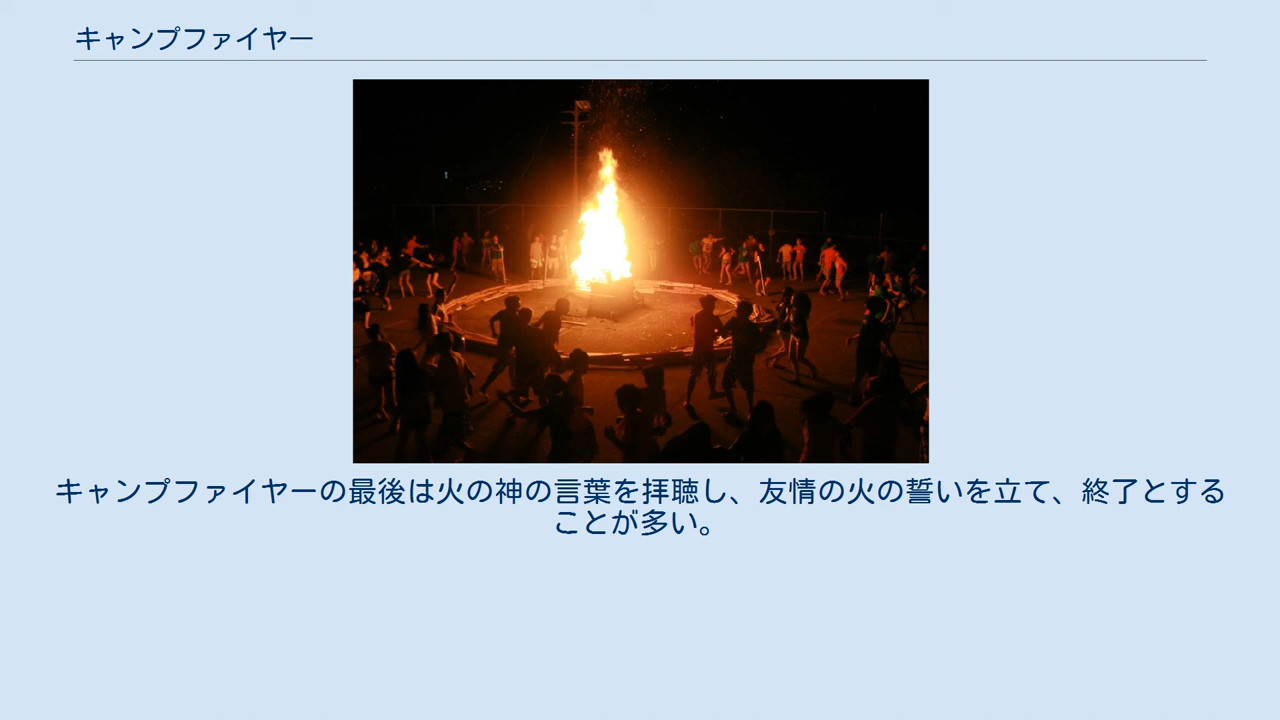 キャンプファイヤー
キャンプファイヤーの最後は火の神の言葉を拝聴し、友情の火の誓いを立て、終了とする
ことが多い。